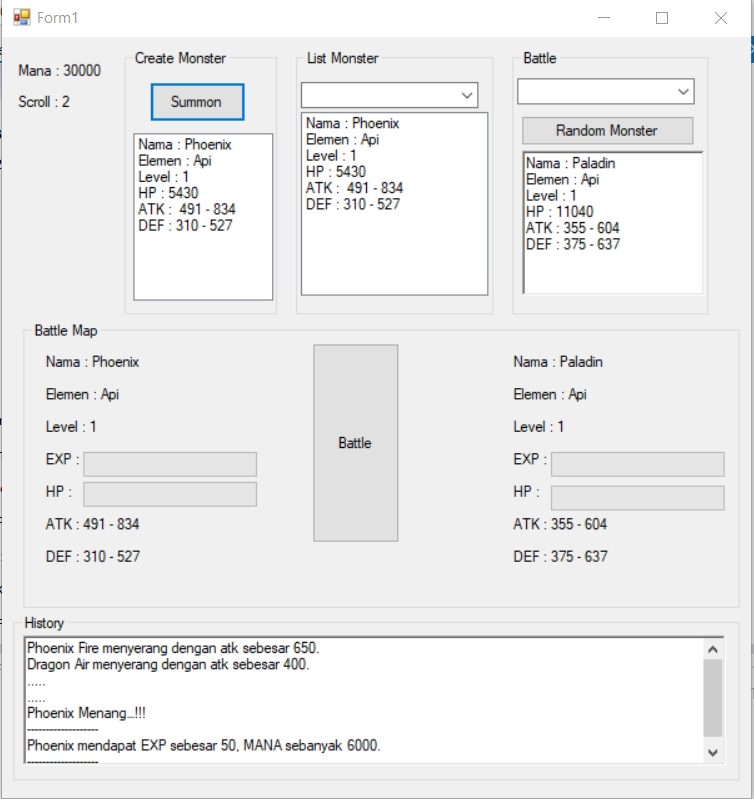 Form1
Mana : 30000
Scroll : 2
Create Monster
Summon
Nama : Phoenix
Elemen : Api
Level : 1
HP : 5430
ATK :  491 - 834
DEF : 310 - 527
List Monster
Nama : Phoenix
Elemen : Api
Level : 1
HP : 5430
ATK :  491 - 834
DEF : 310 - 527
Battle
Random Monster
Nama : Paladin
Elemen : Api
Level : 1
HP : 11040
ATK : 355 - 604
DEF : 375 - 637
Battle Map
Nama : Phoenix
Elemen : Api
Level : 1
EXP :
HP :
ATK : 491 - 834
DEF : 310 - 527
Battle
Nama : Paladin
Elemen : Api
Level : 1
EXP :
HP :
ATK : 355 - 604
DEF : 375 - 637
History
Phoenix Fire menyerang dengan atk sebesar 650.
Dragon Air menyerang dengan atk sebesar 400.
.....
.....
Phoenix Menang...!!!
-------------------
Phoenix mendapat EXP sebesar 50, MANA sebanyak 6000.
-------------------